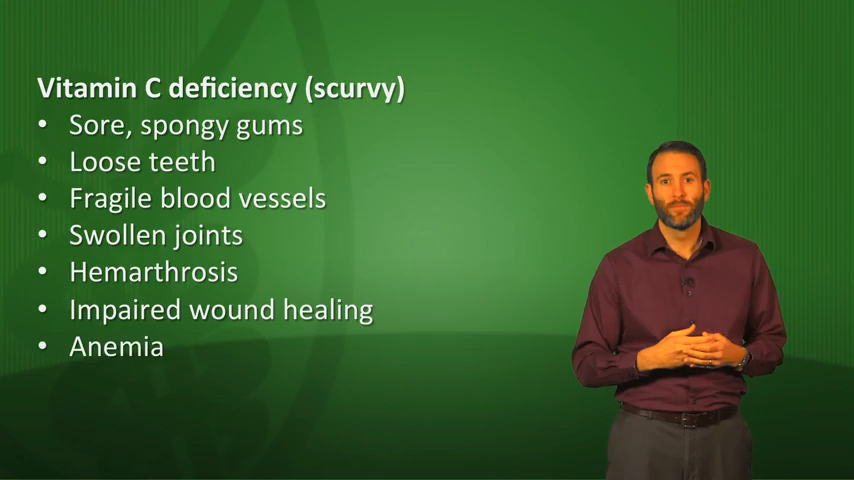 Vitamin C deficiency (scurvy)
• Sore, spongy gums
• Loose teeth
• Fragile blood vessels
• Swollen joints
• Hemarthrosis
• Impaired wound healing
• Anemia